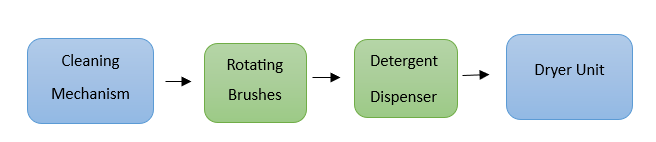 Cleaning
Mechanism
Rotating
Brushes
Detergent
Dispenser
Dryer Unit